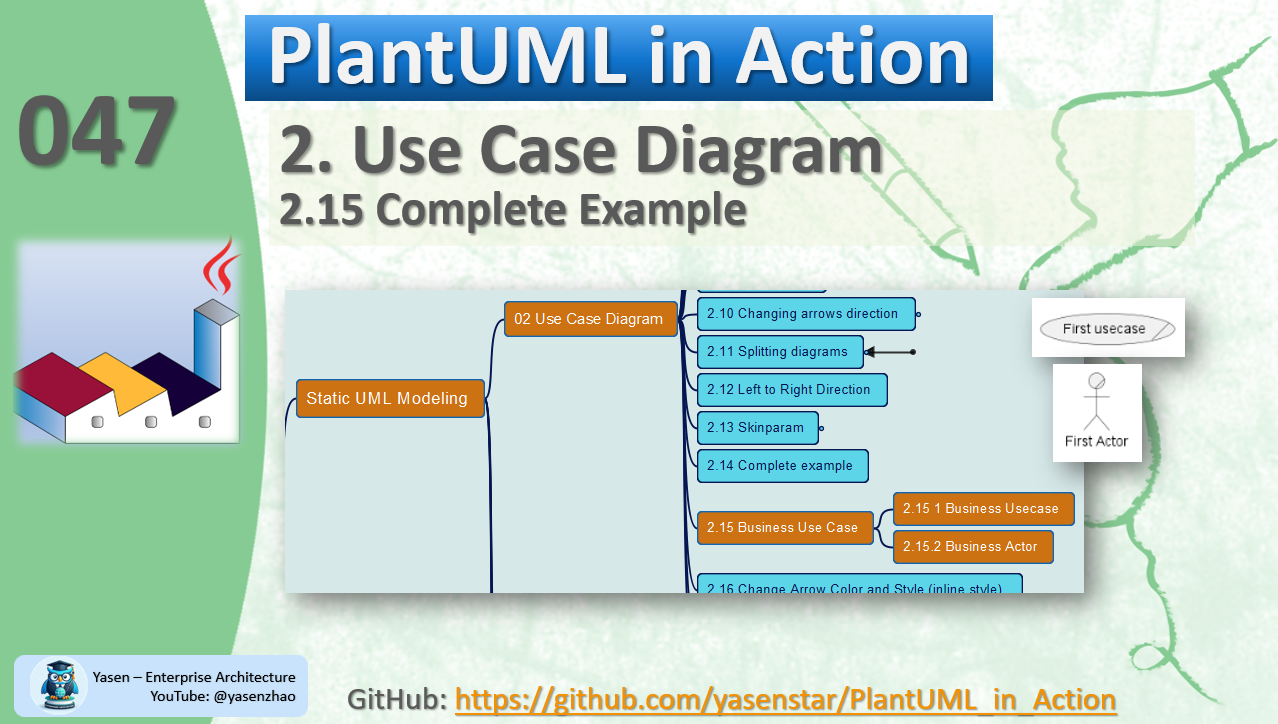 PlantUML in Action
047
2. Use Case Diagram
2.15 Complete Example
2.10 Changing arrows direction
02 Use Case Diagram
2.11 Splitting diagrams
2.12 Left to Right Direction
Static UML Modeling
2.13 Skinparam
2.14 Complete example
2.15 Business Use Case
2.15 1 Business Usecase
2.15.2 Business Actor
2.16 Change Arrow Color and Style (inline style)
First usecase
First Actor
Yasen – Enterprise Architecture
YouTube: @yasenzhao
GitHub: https://github.com/yasenstar/PlantUML_in_Action